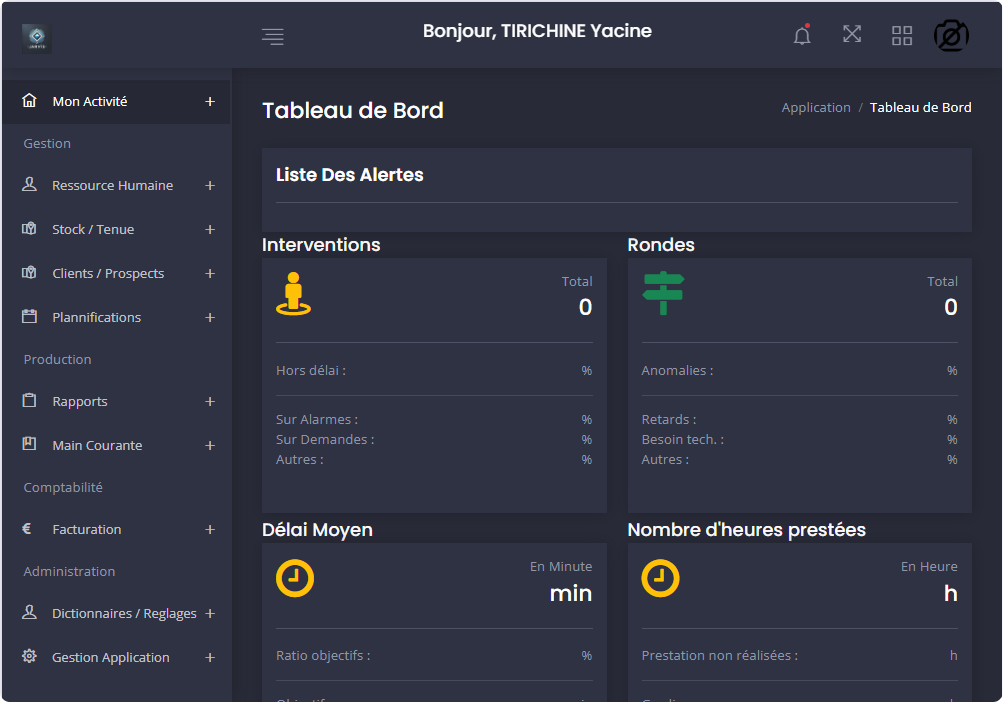 Bonjour, TIRICHINE Yacine
Mon Activité +
Gestion
Ressource Humaine +
Stock / Tenue +
Clients / Prospects +
Plannifications +
Production
Rapports +
Main Courante +
Comptabilité
€ Facturation +
Administration
Dictionnaires / Reglages +
Gestion Application +
Tableau de Bord
Application / Tableau de Bord
Liste Des Alertes
Interventions
Total
0
Hors délai : %
Sur Alarmes : %
Sur Demandes : %
Autres : %
Rondes
Total
0
Anomalies : %
Retards : %
Besoin tech. : %
Autres : %
Délai Moyen
En Minute
min
Ratio objectifs : %
Nombre d'heures prestées
En Heure
h
Prestation non réalisées : h